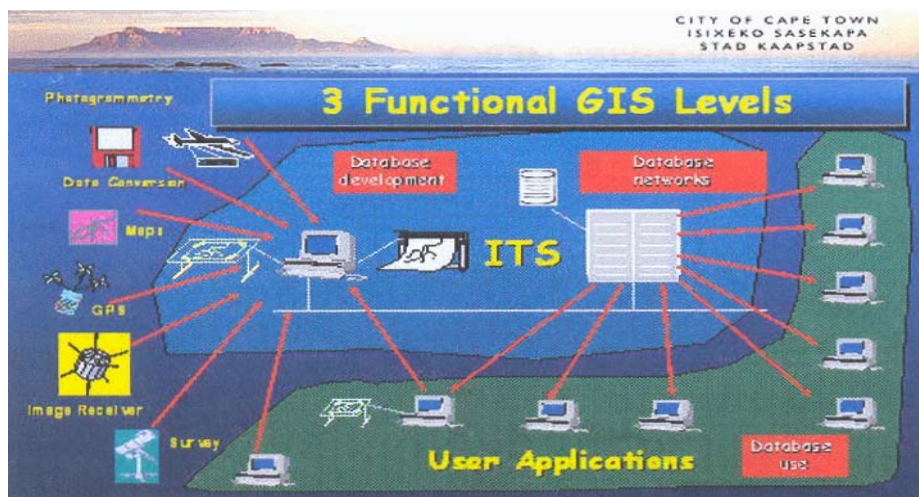 CITY OF CAPE TOWN
ISIXEKO SASEKAPA
STAD KAAPSTAD
3 Functional GIS Levels
Photogrammetry
Data Conversion
Maps
GPS
Image Receiver
Survey
Database
development
Database
networks
ITS
User Applications
Database
use